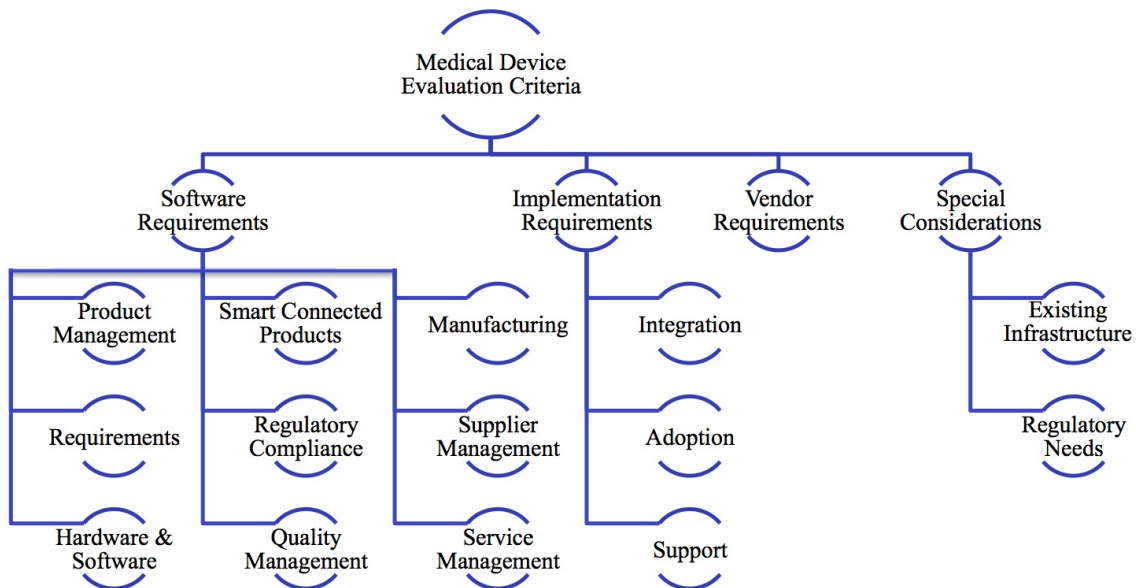 Medical Device
Evaluation Criteria
Software
Requirements
Implementation
Requirements
Vendor
Requirements
Special
Considerations
Product
Management
Smart Connected
Products
Manufacturing
Integration
Existing
Infrastructure
Requirements
Regulatory
Compliance
Supplier
Management
Adoption
Regulatory
Needs
Hardware &
Software
Quality
Management
Service
Management
Support